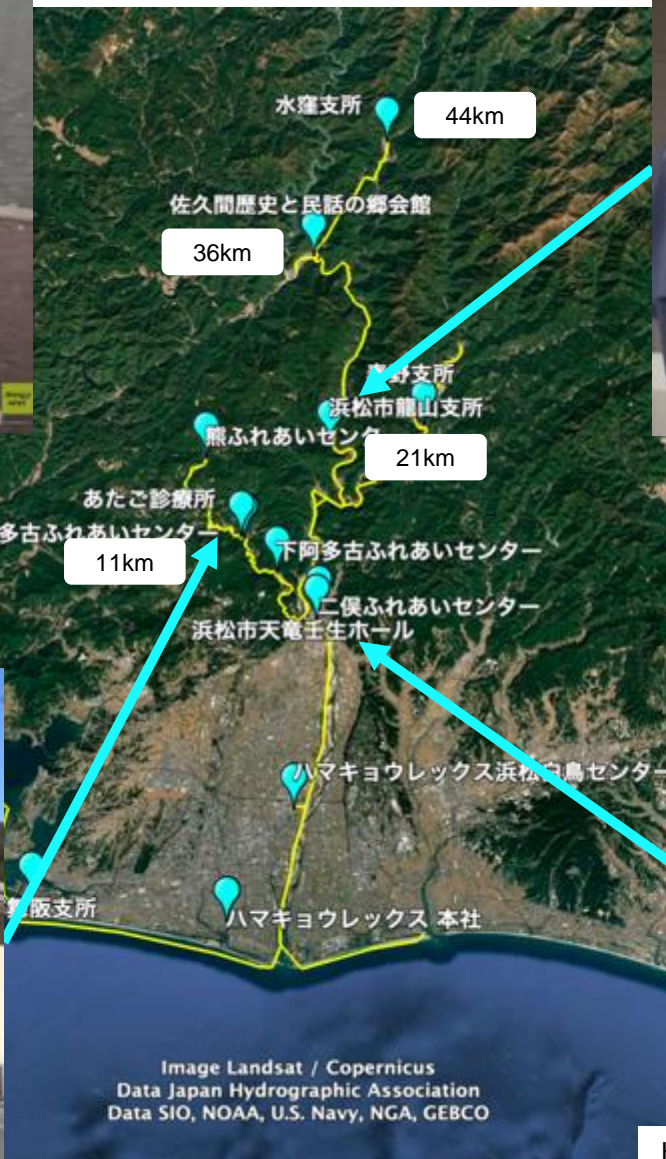 水窪支所
44km
佐久間歴史と民話の郷会館
36km
野支所
浜松市龍山支所
熊ふれあいセンタ
21km
あたご診療所
多古ふれあいセンター
11km
下阿多古ふれあいセンター
二俣ふれあいセンター
浜松市天竜壬生ホール
ハマキョウレックス浜松白鳥センター
阪支所
ハマキョウレックス 本社
Image Landsat / Copernicus
Data Japan Hydrographic Association
Data SIO, NOAA, U.S. Navy, NGA, GEBCO